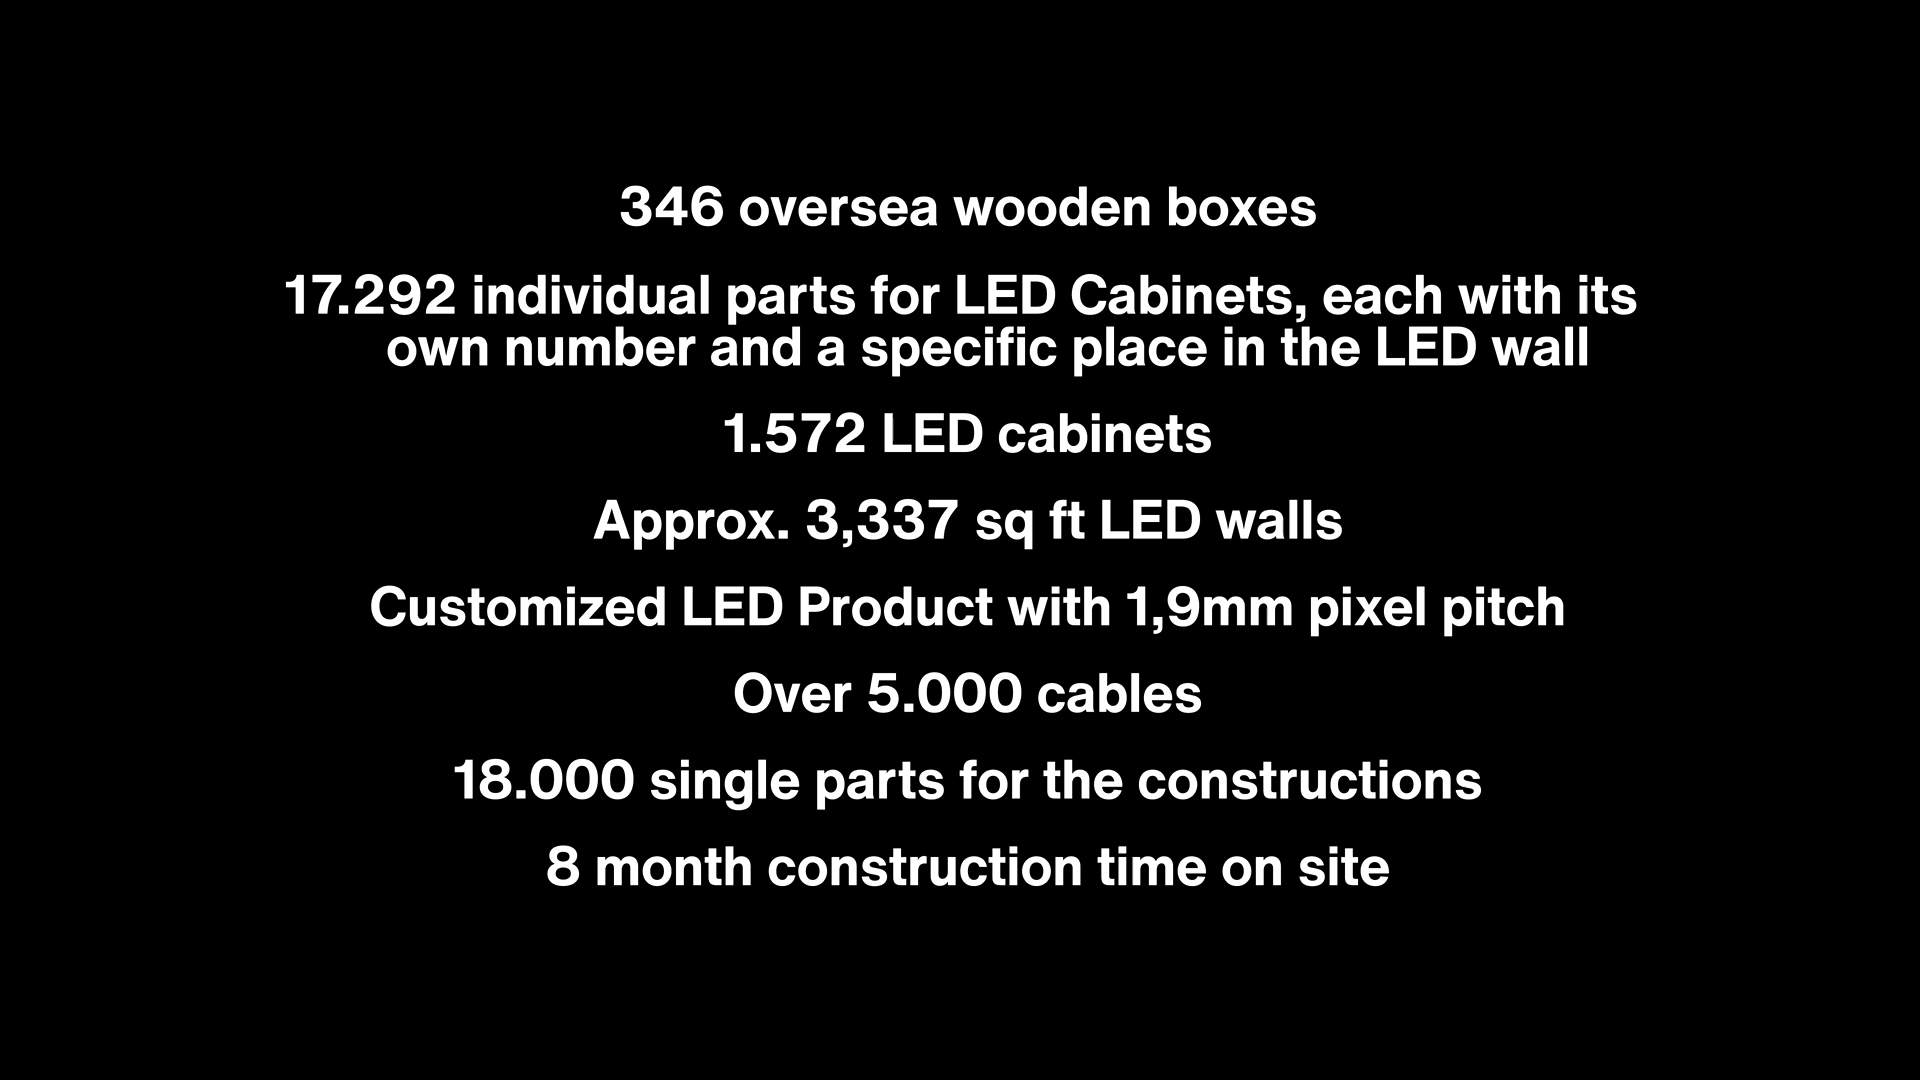 346 oversea wooden boxes
17.292 individual parts for LED Cabinets, each with its
own number and a specific place in the LED wall
1.572 LED cabinets
Approx. 3,337 sq ft LED walls
Customized LED Product with 1,9mm pixel pitch
Over 5.000 cables
18.000 single parts for the constructions
8 month construction time on site